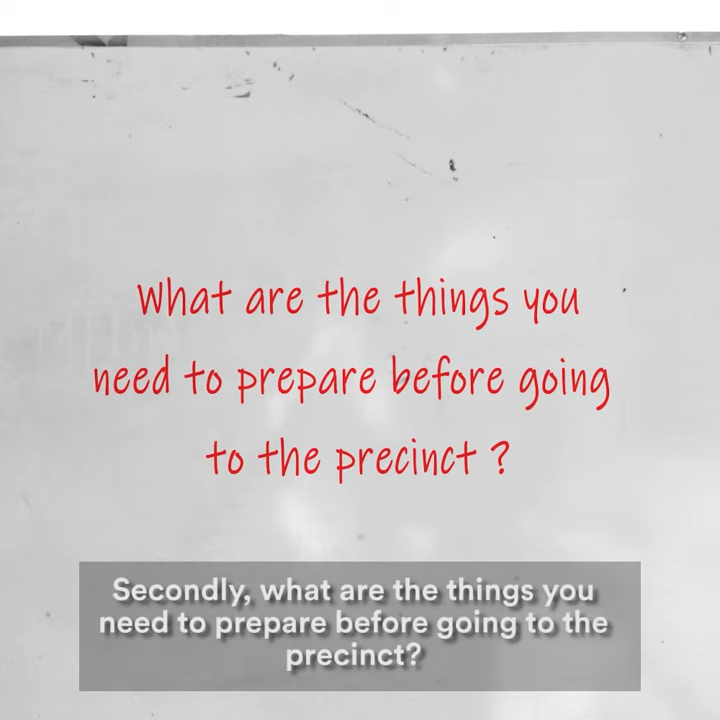 What are the things you
need to prepare before going
to the precinct ?
Secondly, what are the things you
need to prepare before going to the
precinct?